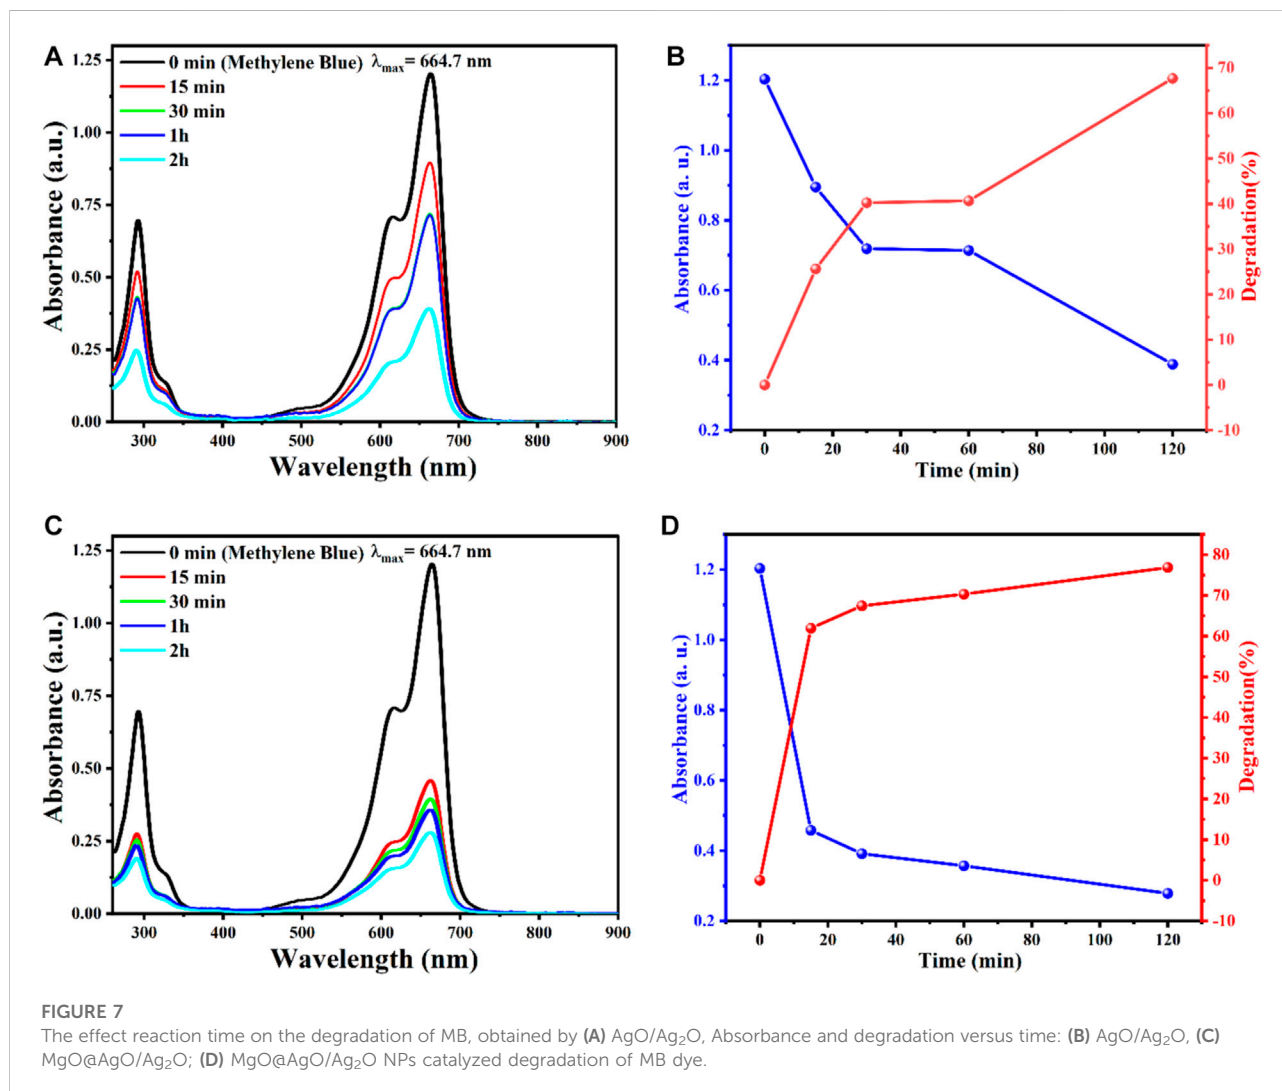 A
0 min (Methylene Blue) λmax= 664.7 nm
15 min
30 min
1h
2h
1.25
1.00
0.75
0.50
0.25
0.00
Absorbance (a.u.)
300 400 500 600 700 800 900
Wavelength (nm)
B
1.2
1.0
0.8
0.6
0.4
0.2
Absorbance (a. u.)
70
60
50
40
30
20
10
0
-10
Degradation(%)
0 20 40 60 80 100 120
Time (min)
C
0 min (Methylene Blue) λmax= 664.7 nm
15 min
30 min
1h
2h
1.25
1.00
0.75
0.50
0.25
0.00
Absorbance (a.u.)
300 400 500 600 700 800 900
Wavelength (nm)
D
1.2
1.0
0.8
0.6
0.4
0.2
Absorbance (a. u.)
80
70
60
50
40
30
20
10
0
-10
Degradation(%)
0 20 40 60 80 100 120
Time (min)
FIGURE 7
The effect reaction time on the degradation of MB, obtained by (A) AgO/Ag₂O, Absorbance and degradation versus time: (B) AgO/Ag₂O, (C)
MgO@AgO/Ag₂O; (D) MgO@AgO/Ag₂O NPs catalyzed degradation of MB dye.